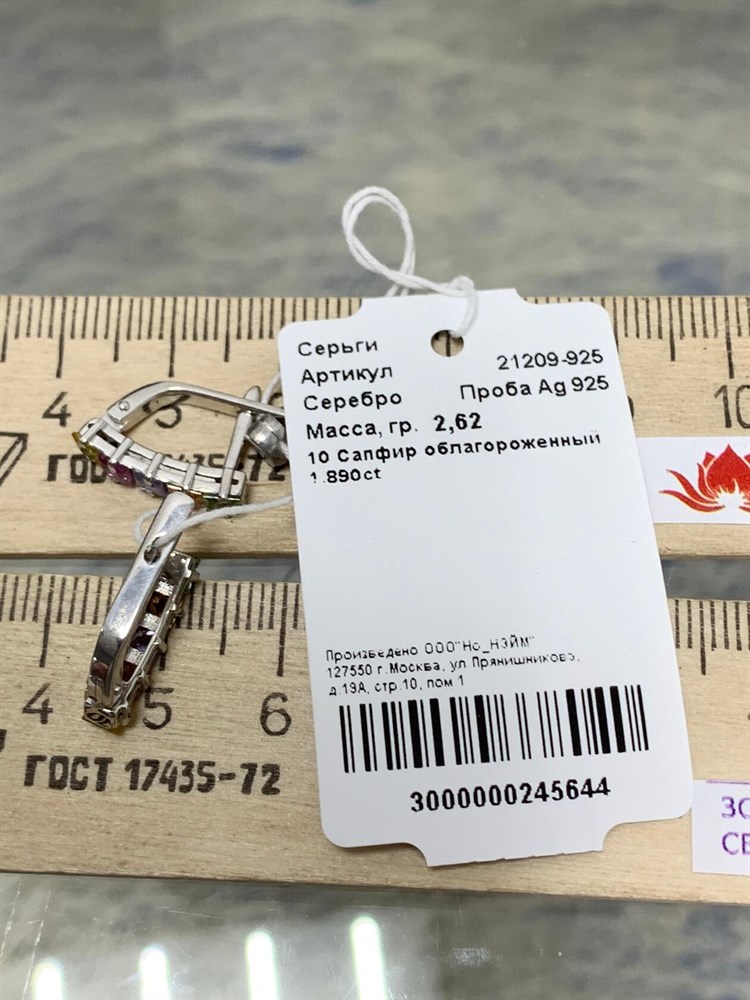 Серьги
Артикул 21209-925
Серебро Проба Ag 925
Масса, гр. 2,62
10 Сапфир облагороженный
1.890ct
Произведено ООО"Но_НЭйм"
127550 г.Москва, ул Прянишникова,
д.19А, стр.10, пом 1
3000000245644
4 3 10
ГОСТ -72
4 5 6
ГОСТ 17435-72